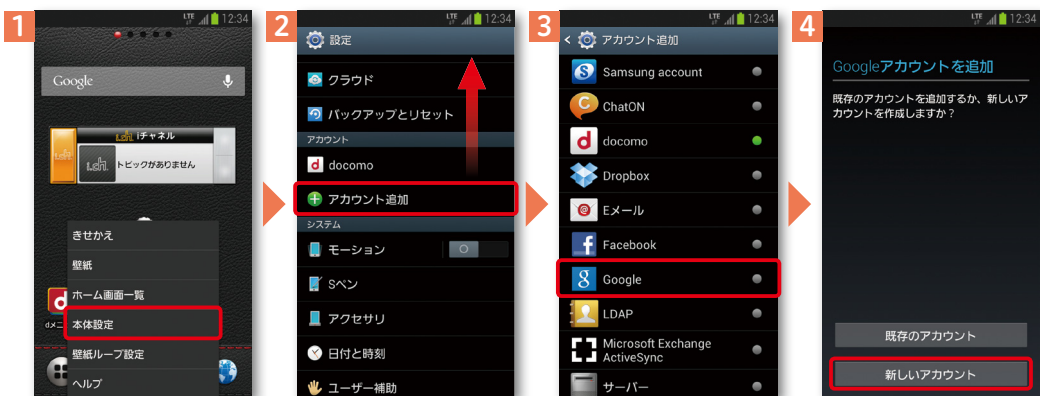 1
LTE 12:34
Google
i.ch. iチャネル
i.ch.
i.ch. トピックがありません
きせかえ
壁紙
ホーム画面一覧
本体設定
壁紙ループ設定
ヘルプ
d
dメニ
2
LTE 12:34
設定
クラウド
バックアップとリセット
アカウント
d docomo
アカウント追加
システム
モーション
Sペン
アクセサリ
日付と時刻
ユーザー補助
3
LTE 12:34
< アカウント追加
Samsung account
ChatON
d docomo
Dropbox
Eメール
f Facebook
8 Google
LDAP
Microsoft Exchange
ActiveSync
サーバー
4
LTE 12:34
Googleアカウントを追加
既存のアカウントを追加するか、新しいア
カウントを作成しますか？
既存のアカウント
新しいアカウント